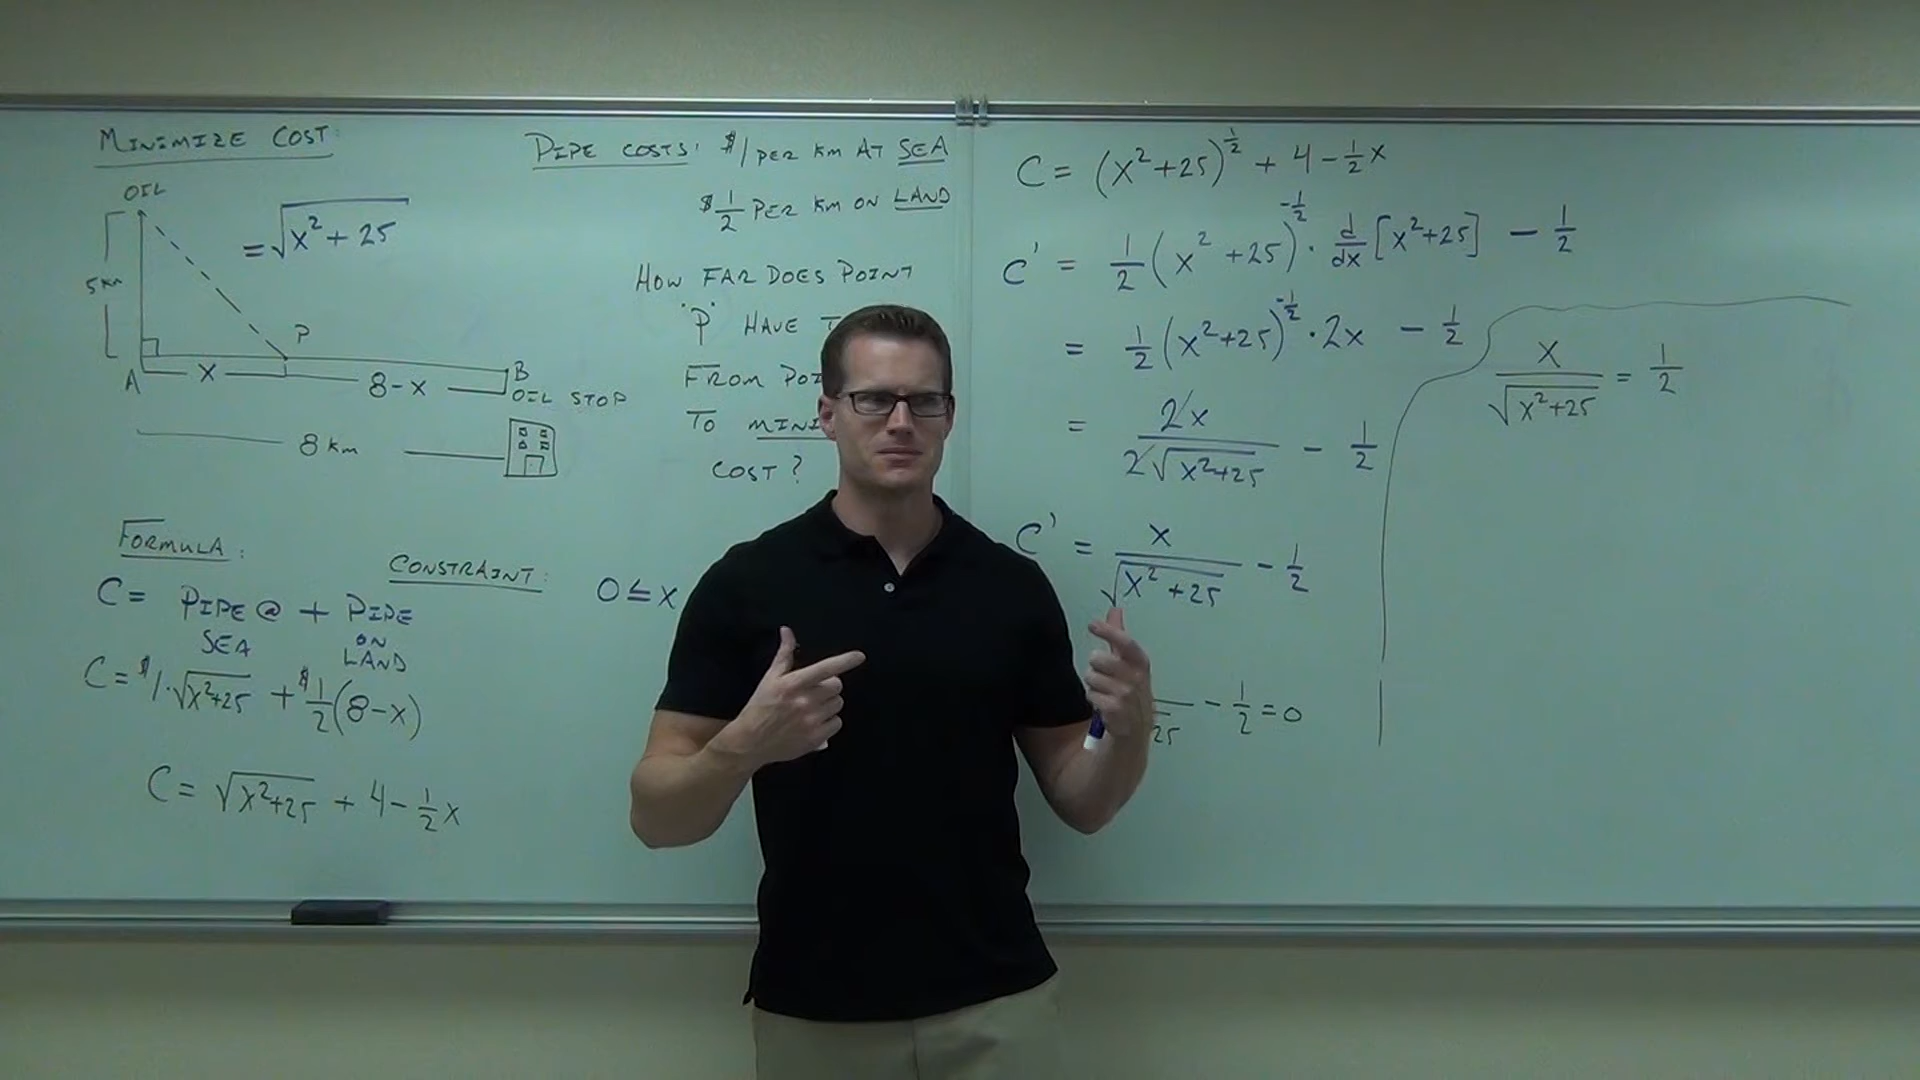 MINIMIZE COST:
OIL
= √(x² + 25)
5 km
P
A
x
8 - x
B
OIL STOP
8 km
PIPE COSTS: $1 PER KM AT SEA
$ 1/2 PER KM ON LAND
HOW FAR DOES POINT
"P" HAVE
FROM
TO
COST?
FORMULA:
C = PIPE @ SEA + PIPE ON LAND
C = $1·√(x²+25) + $ 1/2 (8-x)
C = √(x²+25) + 4 - 1/2 x
CONSTRAINT: 0 ≤ x
C = (x²+25)^(1/2) + 4 - 1/2 x
C' = 1/2 (x² + 25)^(-1/2) · d/dx [x²+25] - 1/2
= 1/2 (x²+25)^(-1/2) · 2x - 1/2
= 2x / 2√(x²+25) - 1/2
C' = x / √(x²+25) - 1/2
25 - 1/2 = 0
x / √(x²+25) = 1/2